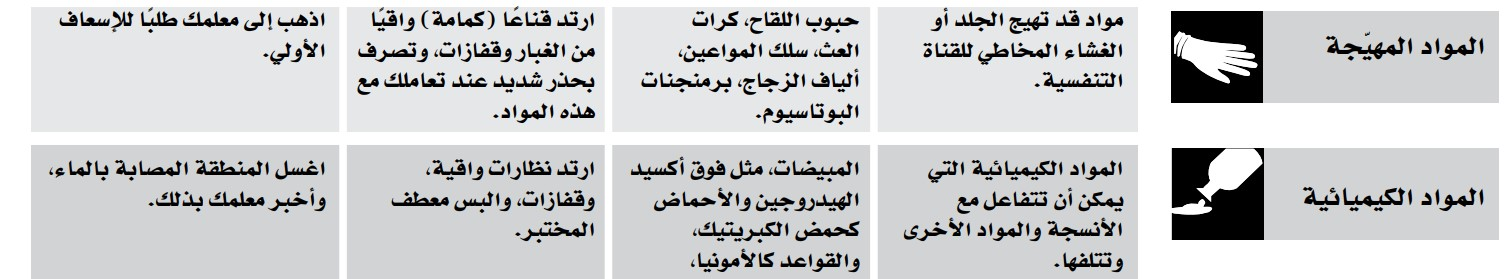 المواد المهيّجة
مواد قد تهيج الجلد أو
الغشاء المخاطي للقناة
التنفسية.
حبوب اللقاح، كرات
العث، سلك المواعين،
ألياف الزجاج، برمنجنات
البوتاسيوم.
ارتد قناعًا (كمامة) واقيًا
من الغبار وقفازات، وتصرف
بحذر شديد عند تعاملك مع
هذه المواد.
اذهب إلى معلمك طلبًا للإسعاف
الأولي.
المواد الكيميائية
المواد الكيميائية التي
يمكن أن تتفاعل مع
الأنسجة والمواد الأخرى
وتتلفها.
المبيضات، مثل فوق أكسيد
الهيدروجين والأحماض
كحمض الكبريتيك،
والقواعد كالأمونيا،
ارتد نظارات واقية،
وقفازات، والبس معطف
المختبر.
اغسل المنطقة المصابة بالماء،
وأخبر معلمك بذلك.